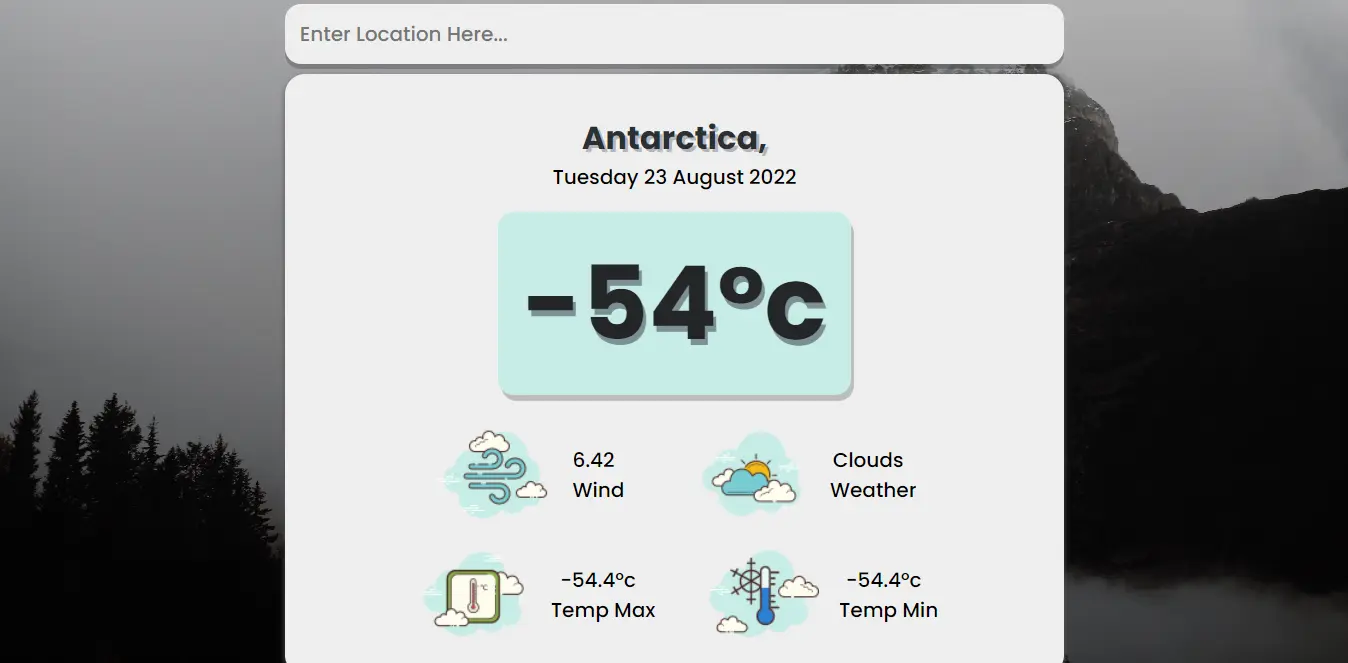 Enter Location Here...
Antarctica,
Tuesday 23 August 2022
-54°c
6.42
Wind
Clouds
Weather
-54.4°c
Temp Max
-54.4°c
Temp Min